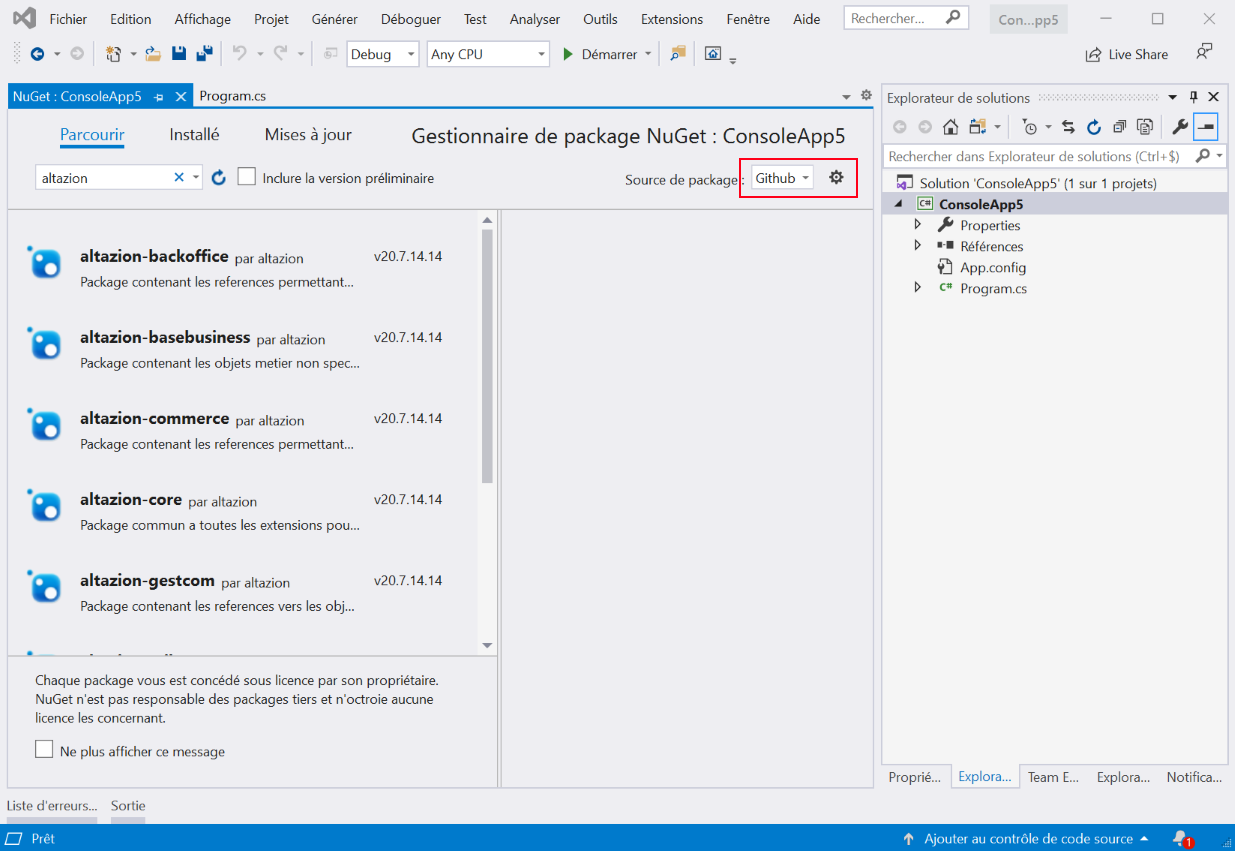 Fichier Edition Affichage Projet Générer Déboguer Test Analyser Outils Extensions Fenêtre Aide Rechercher... Con...pp5
Debug Any CPU Démarrer Live Share
NuGet : ConsoleApp5 Program.cs
Parcourir Installé Mises à jour Gestionnaire de package NuGet : ConsoleApp5
altazion Inclure la version préliminaire Source de package : Github
altazion-backoffice par altazion v20.7.14.14
Package contenant les references permettant...
altazion-basebusiness par altazion v20.7.14.14
Package contenant les objets metier non spec...
altazion-commerce par altazion v20.7.14.14
Package contenant les references permettant...
altazion-core par altazion v20.7.14.14
Package commun a toutes les extensions pou...
altazion-gestcom par altazion v20.7.14.14
Package contenant les references vers les obj...
Chaque package vous est concédé sous licence par son propriétaire.
NuGet n'est pas responsable des packages tiers et n'octroie aucune
licence les concernant.
Ne plus afficher ce message
Explorateur de solutions
Rechercher dans Explorateur de solutions (Ctrl+$)
Solution 'ConsoleApp5' (1 sur 1 projets)
C# ConsoleApp5
Properties
Références
App.config
C# Program.cs
Proprié... Explora... Team E... Explora... Notifica...
Liste d'erreurs... Sortie
Prêt Ajouter au contrôle de code source 1